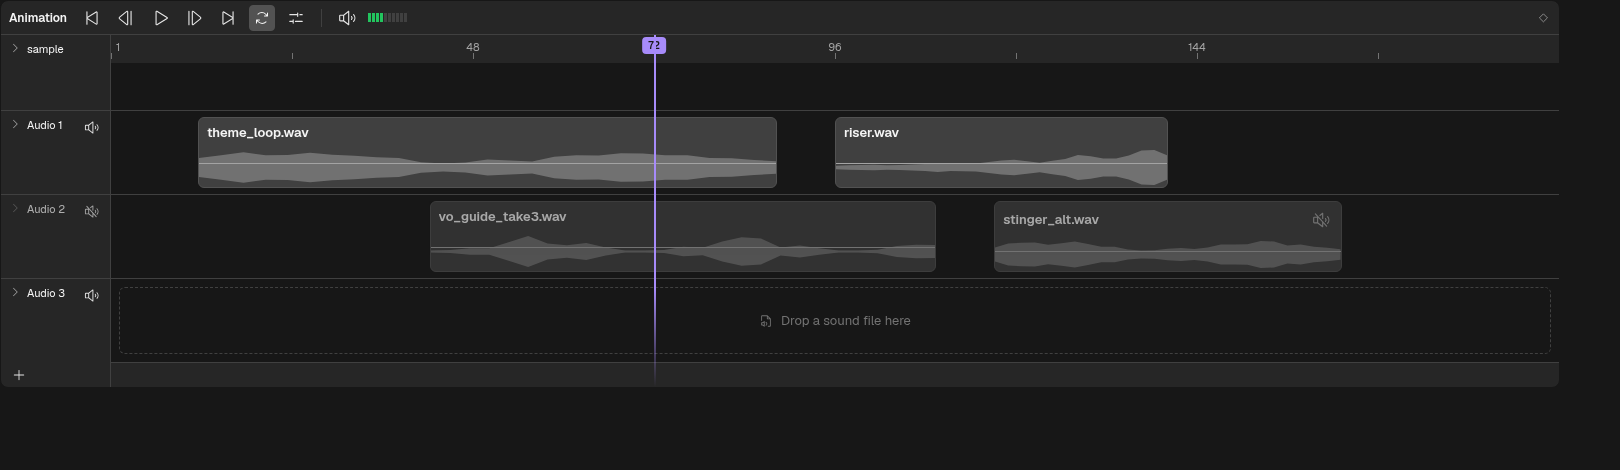 Animation
sample
1 48 72 96 144
Audio 1
theme_loop.wav riser.wav
Audio 2
vo_guide_take3.wav stinger_alt.wav
Audio 3
Drop a sound file here